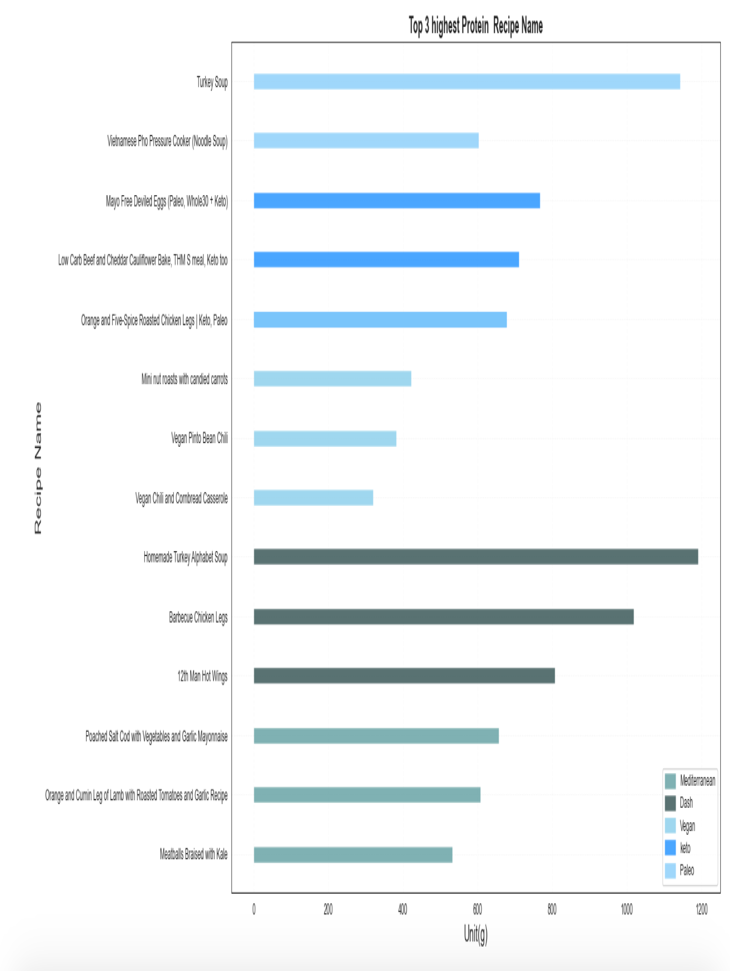 Top 3 highest Protein Recipe Name
Turkey Soup
Vietnamese Pho Pressure Cooker (Noodle Soup)
Mayo Free Deviled Eggs (Paleo, Whole30 + Keto)
Low Carb Beef and Cheddar Cauliflower Bake, THM S meal, Keto too
Orange and Five-Spice Roasted Chicken Legs | Keto, Paleo
Mini nut roasts with candied carrots
Vegan Pinto Bean Chili
Vegan Chili and Cornbread Casserole
Homemade Turkey Alphabet Soup
Barbecue Chicken Legs
12th Man Hot Wings
Poached Salt Cod with Vegetables and Garlic Mayonnaise
Orange and Cumin Leg of Lamb with Roasted Tomatoes and Garlic Recipe
Meatballs Braised with Kale
Recipe Name
Mediterranean
Dash
Vegan
keto
Paleo
0 200 400 600 800 1000 1200
Unit(g)